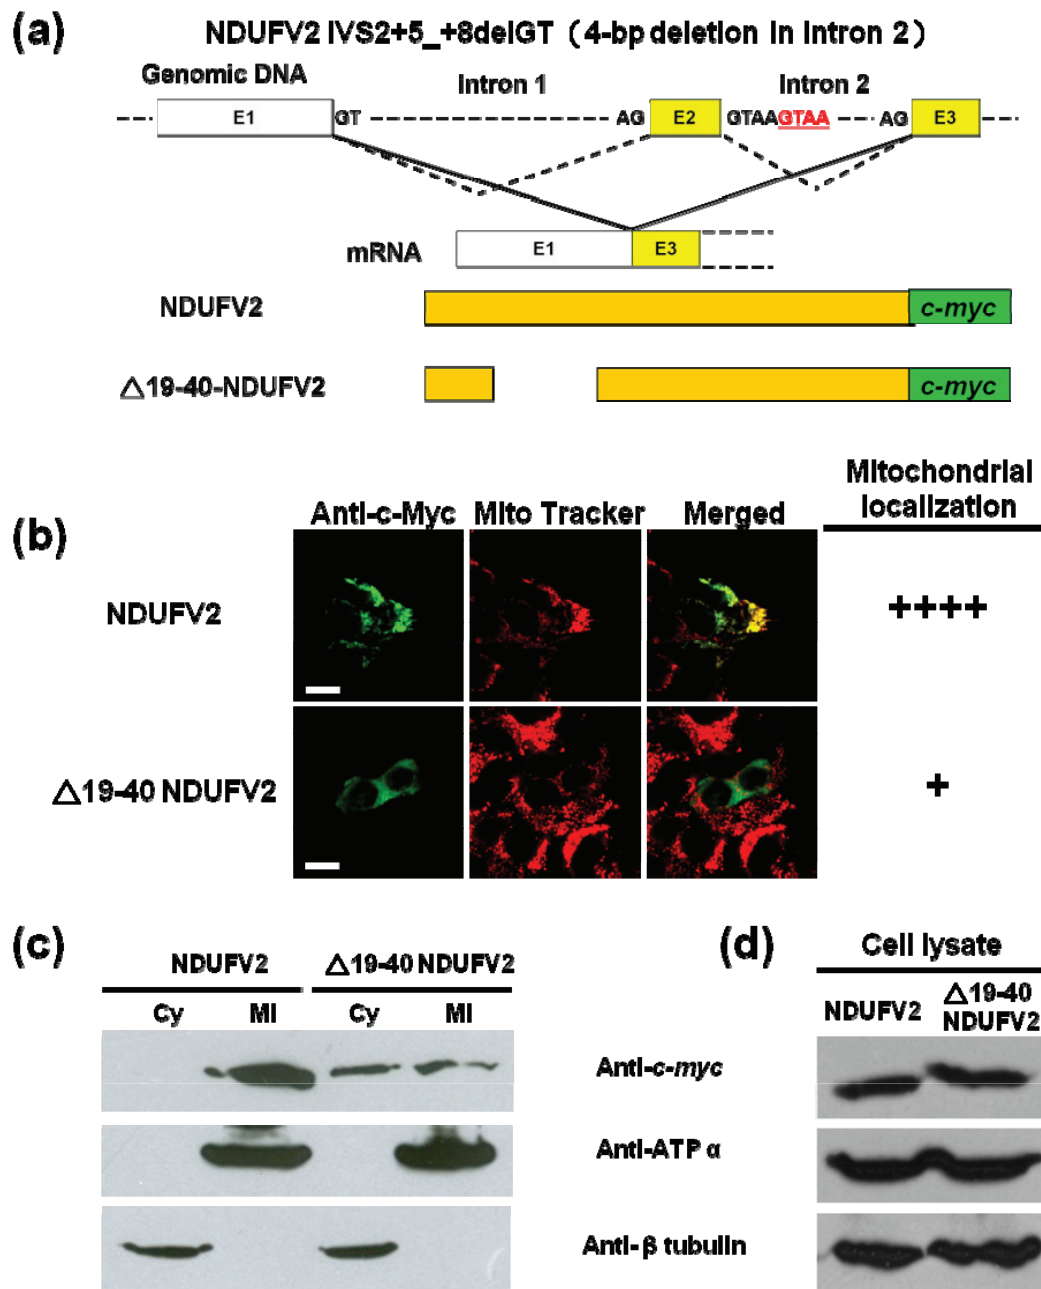 (a)
NDUFV2 IVS2+5_+8delGT (4-bp deletion in intron 2)
Genomic DNA
Intron 1
Intron 2
E1
GT
AG
E2
GTAAGTAA
AG
E3
mRNA
E1
E3
NDUFV2
c-myc
△19-40-NDUFV2
c-myc
(b)
Anti-c-Myc
Mito Tracker
Merged
Mitochondrial
localization
NDUFV2
++++
△19-40 NDUFV2
+
(c)
NDUFV2
△19-40 NDUFV2
Cy
MI
Cy
MI
(d)
Cell lysate
NDUFV2
△19-40
NDUFV2
Anti-c-myc
Anti-ATP α
Anti-β tubulin